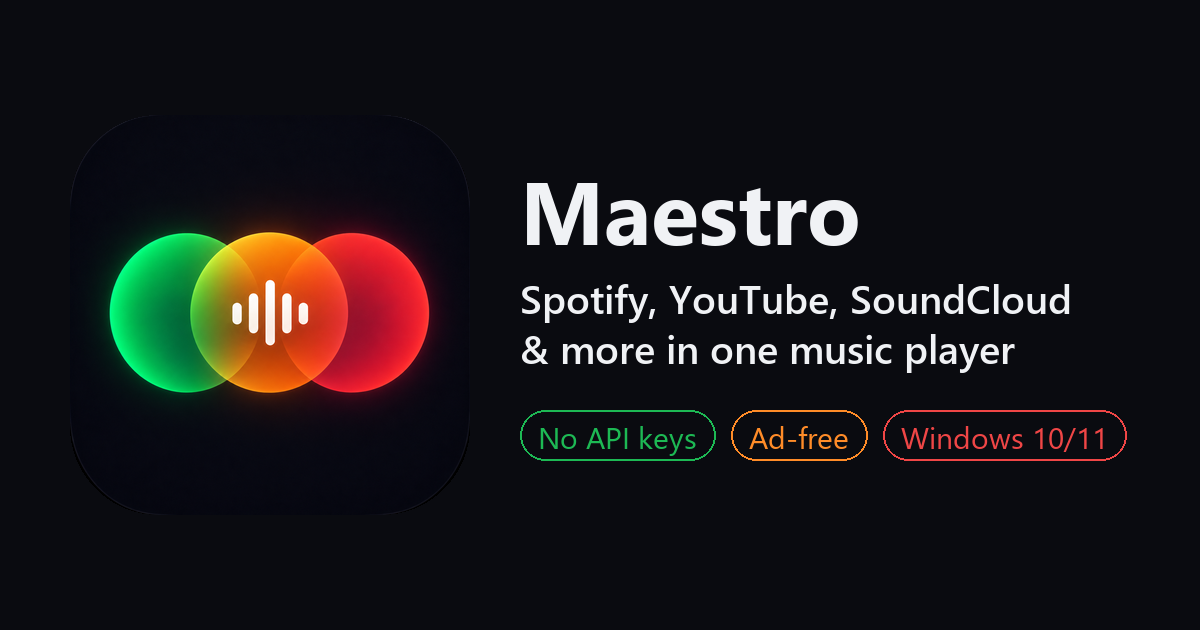 Maestro
Spotify, YouTube, SoundCloud
& more in one music player
No API keys
Ad-free
Windows 10/11